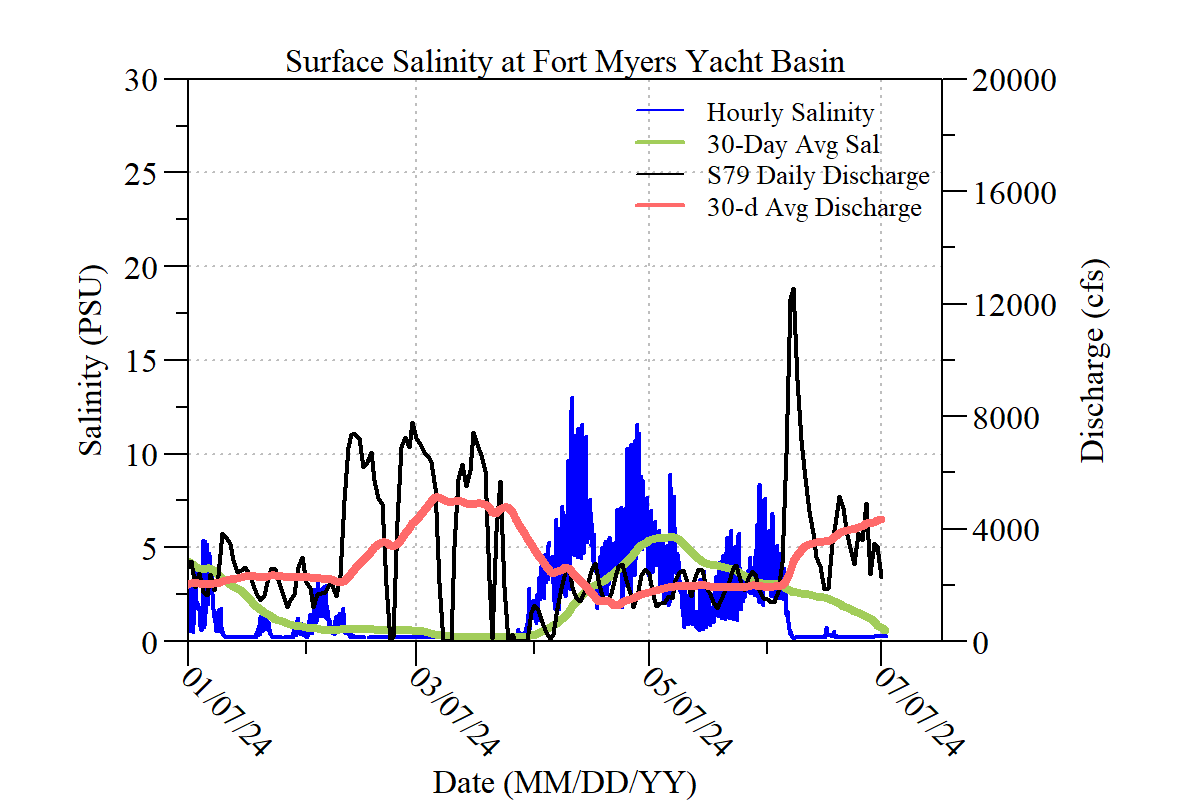 Surface Salinity at Fort Myers Yacht Basin
30
25
20
15
10
5
0
Salinity (PSU)
Hourly Salinity
30-Day Avg Sal
S79 Daily Discharge
30-d Avg Discharge
20000
16000
12000
8000
4000
0
Discharge (cfs)
01/07/24
03/07/24
05/07/24
07/07/24
Date (MM/DD/YY)